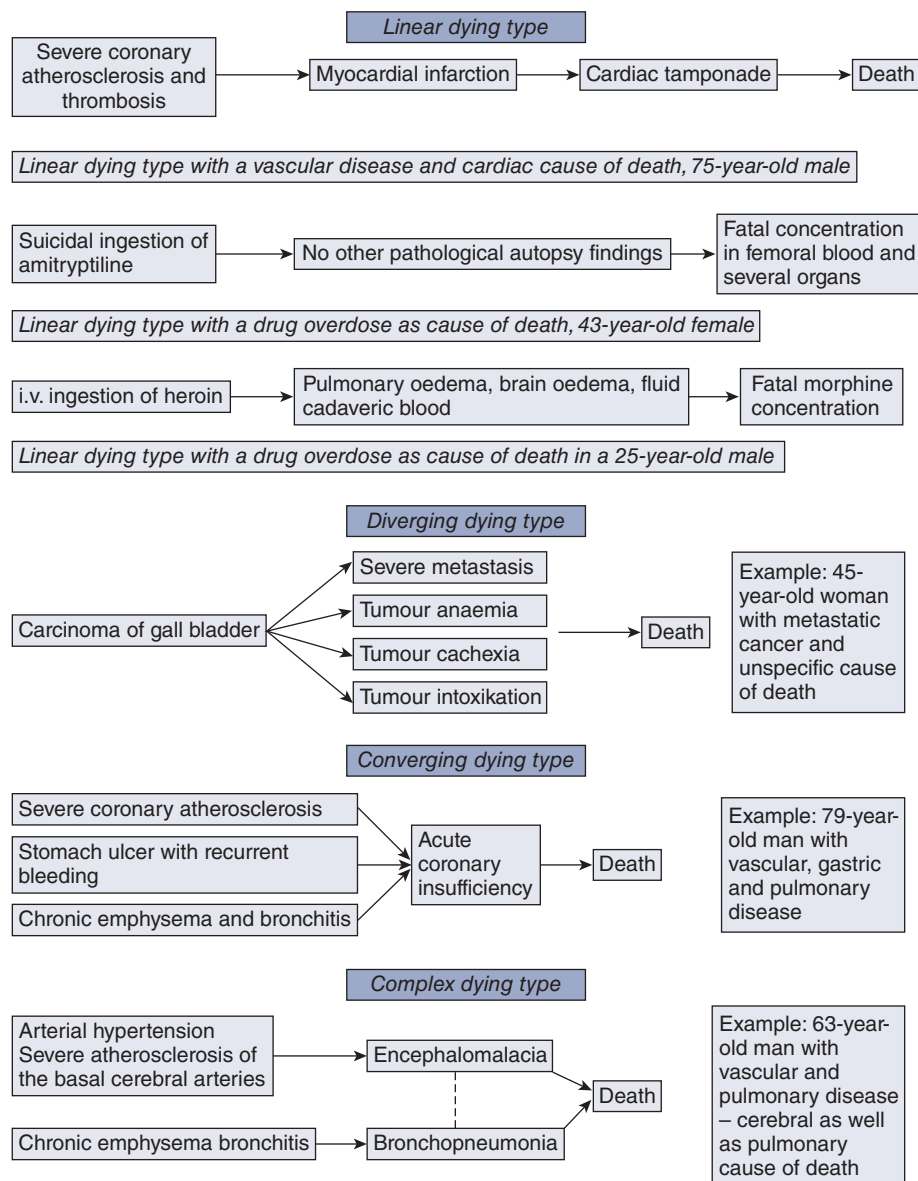 Linear dying type
Severe coronary
atherosclerosis and
thrombosis
Myocardial infarction
Cardiac tamponade
Death
Linear dying type with a vascular disease and cardiac cause of death, 75-year-old male
Suicidal ingestion of
amitryptiline
No other pathological autopsy findings
Fatal concentration
in femoral blood and
several organs
Linear dying type with a drug overdose as cause of death, 43-year-old female
i.v. ingestion of heroin
Pulmonary oedema, brain oedema, fluid
cadaveric blood
Fatal morphine
concentration
Linear dying type with a drug overdose as cause of death in a 25-year-old male
Diverging dying type
Carcinoma of gall bladder
Severe metastasis
Tumour anaemia
Tumour cachexia
Tumour intoxikation
Death
Example: 45-
year-old woman
with metastatic
cancer and
unspecific cause
of death
Converging dying type
Severe coronary atherosclerosis
Stomach ulcer with recurrent
bleeding
Chronic emphysema and bronchitis
Acute
coronary
insufficiency
Death
Example: 79-year-
old man with
vascular, gastric
and pulmonary
disease
Complex dying type
Arterial hypertension
Severe atherosclerosis of
the basal cerebral arteries
Encephalomalacia
Chronic emphysema bronchitis
Bronchopneumonia
Death
Example: 63-year-
old man with
vascular and
pulmonary disease
– cerebral as well
as pulmonary
cause of death